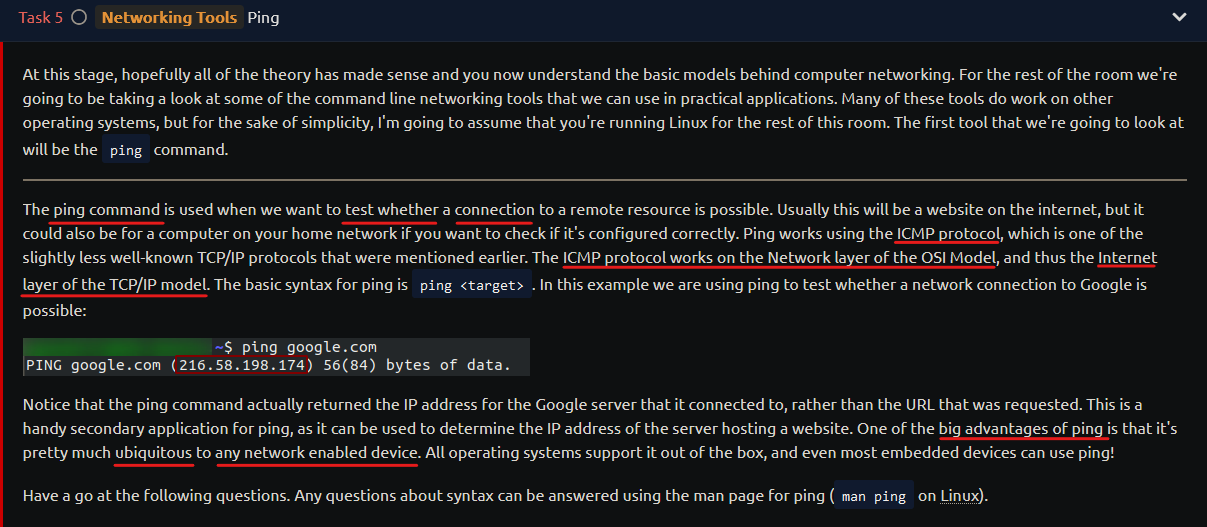 Task 5 Networking Tools Ping
At this stage, hopefully all of the theory has made sense and you now understand the basic models behind computer networking. For the rest of the room we're
going to be taking a look at some of the command line networking tools that we can use in practical applications. Many of these tools do work on other
operating systems, but for the sake of simplicity, I'm going to assume that you're running Linux for the rest of this room. The first tool that we're going to look at
will be the ping command.
The ping command is used when we want to test whether a connection to a remote resource is possible. Usually this will be a website on the internet, but it
could also be for a computer on your home network if you want to check if it's configured correctly. Ping works using the ICMP protocol, which is one of the
slightly less well-known TCP/IP protocols that were mentioned earlier. The ICMP protocol works on the Network layer of the OSI Model, and thus the Internet
layer of the TCP/IP model. The basic syntax for ping is ping <target> . In this example we are using ping to test whether a network connection to Google is
possible:
~$ ping google.com
PING google.com (216.58.198.174) 56(84) bytes of data.
Notice that the ping command actually returned the IP address for the Google server that it connected to, rather than the URL that was requested. This is a
handy secondary application for ping, as it can be used to determine the IP address of the server hosting a website. One of the big advantages of ping is that it's
pretty much ubiquitous to any network enabled device. All operating systems support it out of the box, and even most embedded devices can use ping!
Have a go at the following questions. Any questions about syntax can be answered using the man page for ping ( man ping on Linux).